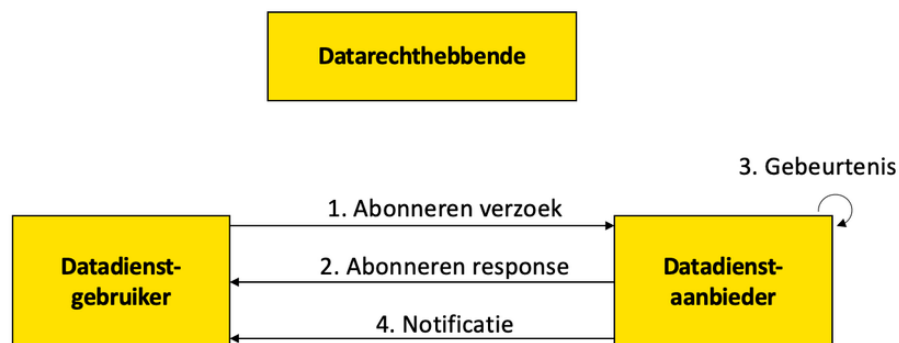 Datarechthebbende
3. Gebeurtenis
1. Abonneren verzoek
Datadienst-
gebruiker
2. Abonneren response
Datadienst-
aanbieder
4. Notificatie